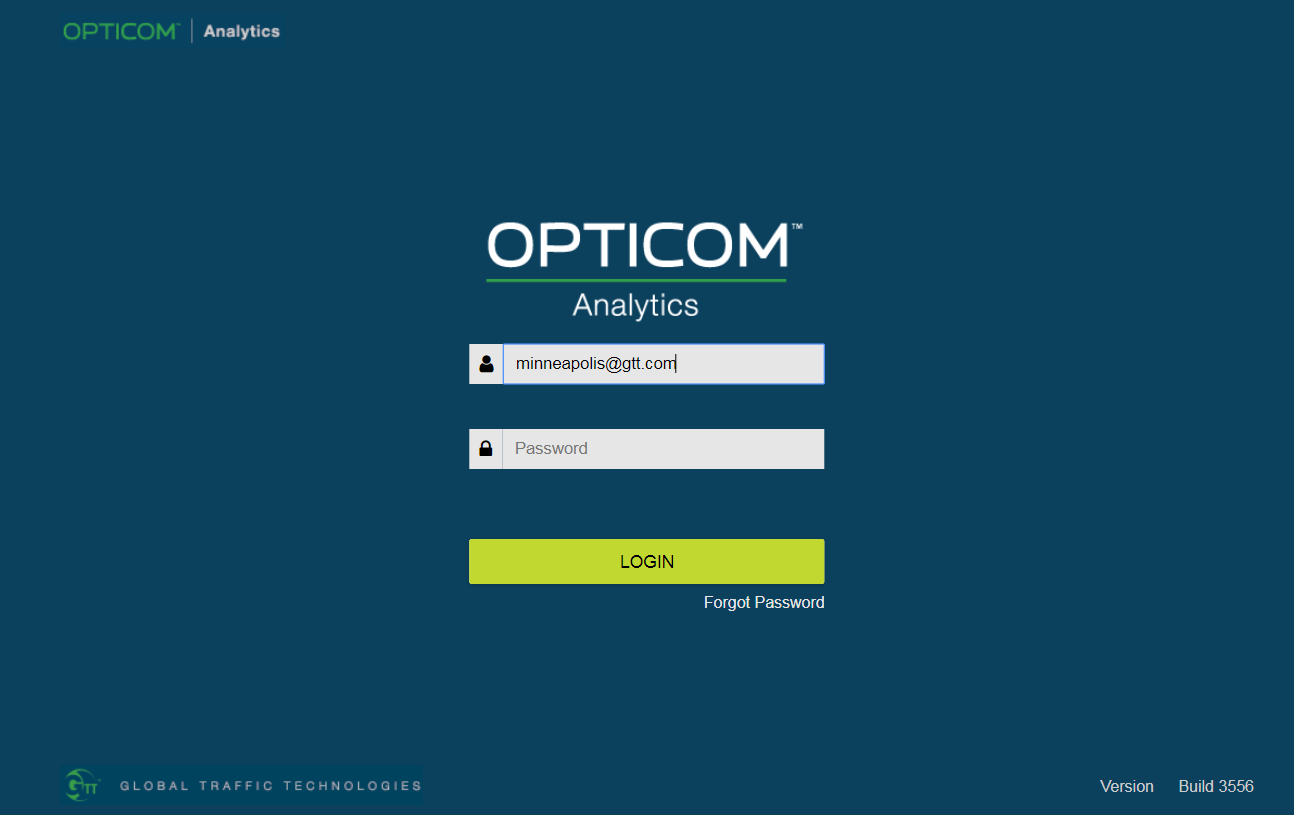 OPTICOM™ | Analytics
OPTICOM™
Analytics
minneapolis@gtt.com
Password
LOGIN
Forgot Password
GTT GLOBAL TRAFFIC TECHNOLOGIES
Version Build 3556